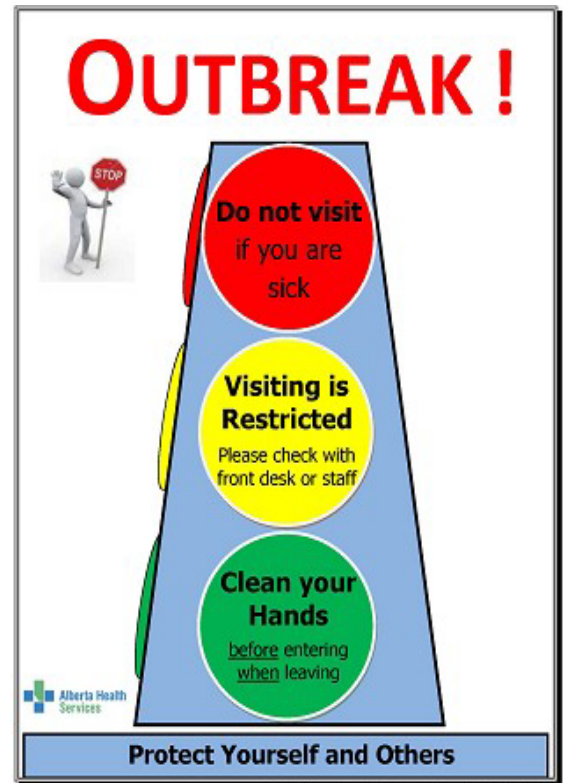 OUTBREAK !
STOP
Do not visit
if you are
sick
Visiting is
Restricted
Please check with
front desk or staff
Clean your
Hands
before entering
when leaving
Alberta Health
Services
Protect Yourself and Others